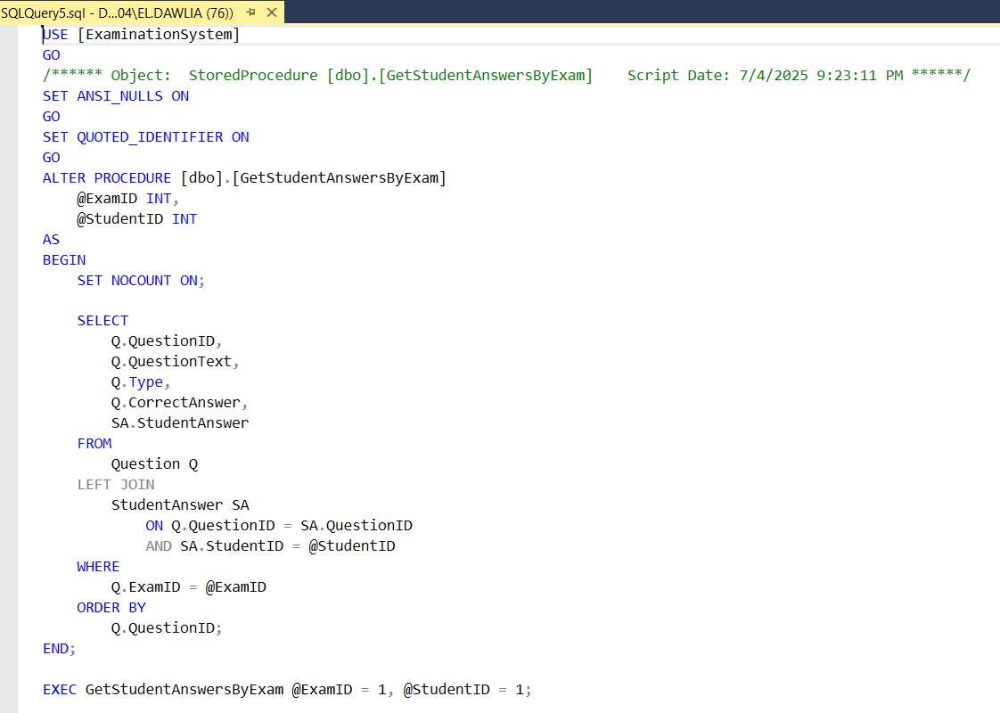 SQLQuery5.sql - D...04\EL.DAWLIA (76))
USE [ExaminationSystem]
GO
/****** Object:  StoredProcedure [dbo].[GetStudentAnswersByExam]    Script Date: 7/4/2025 9:23:11 PM ******/
SET ANSI_NULLS ON
GO
SET QUOTED_IDENTIFIER ON
GO
ALTER PROCEDURE [dbo].[GetStudentAnswersByExam]
    @ExamID INT,
    @StudentID INT
AS
BEGIN
    SET NOCOUNT ON;

    SELECT
        Q.QuestionID,
        Q.QuestionText,
        Q.Type,
        Q.CorrectAnswer,
        SA.StudentAnswer
    FROM
        Question Q
    LEFT JOIN
        StudentAnswer SA
            ON Q.QuestionID = SA.QuestionID
            AND SA.StudentID = @StudentID
    WHERE
        Q.ExamID = @ExamID
    ORDER BY
        Q.QuestionID;
END;

EXEC GetStudentAnswersByExam @ExamID = 1, @StudentID = 1;